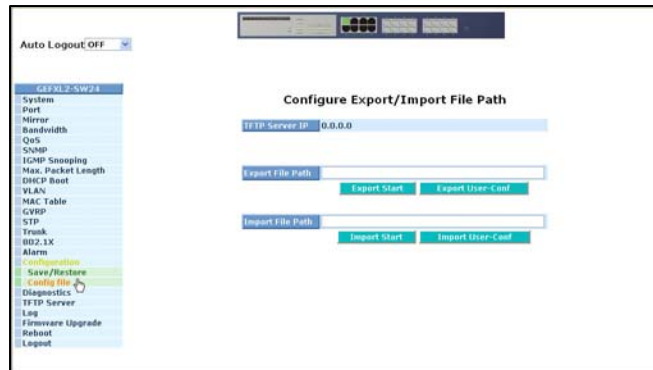 Auto Logout OFF
GEFXL2-SW24
System
Port
Mirror
Bandwidth
QoS
SNMP
IGMP Snooping
Max. Packet Length
DHCP Boot
VLAN
MAC Table
GVRP
STP
Trunk
802.1X
Alarm
Configuration
Save/Restore
Config file
Diagnostics
TFTP Server
Log
Firmware Upgrade
Reboot
Logout
Configure Export/Import File Path
TFTP Server IP 0.0.0.0
Export File Path
Export Start Export User-Conf
Import File Path
Import Start Import User-Conf